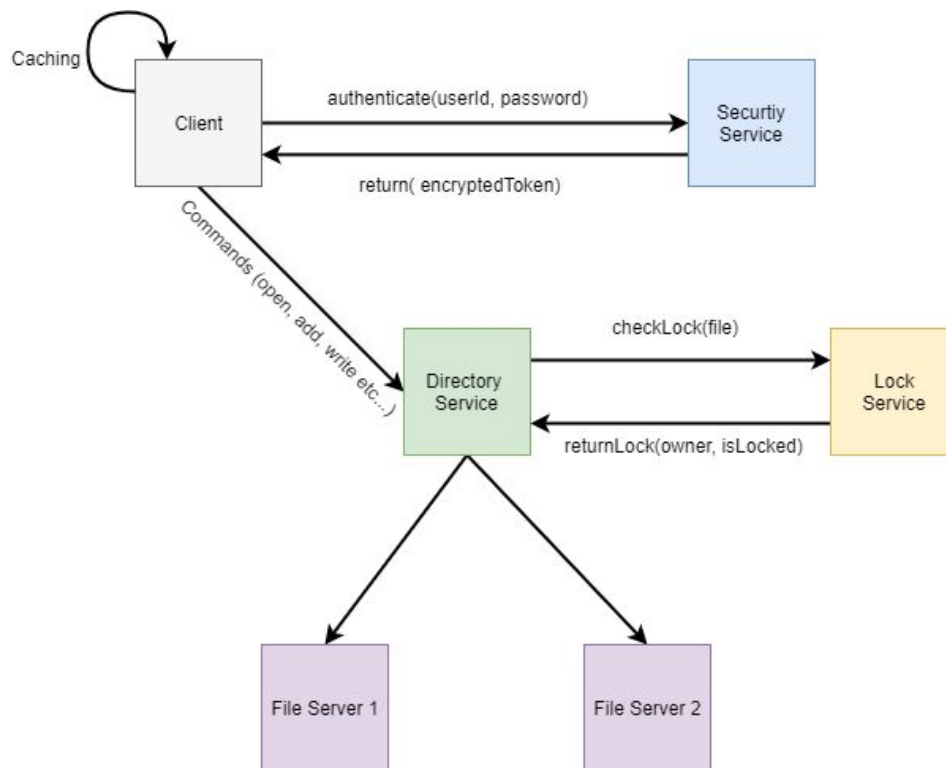 Caching
Client
authenticate(userId, password)
Securtiy
Service
return( encryptedToken)
Commands (open, add, write etc...)
checkLock(file)
Directory
Service
Lock
Service
returnLock(owner, isLocked)
File Server 1
File Server 2